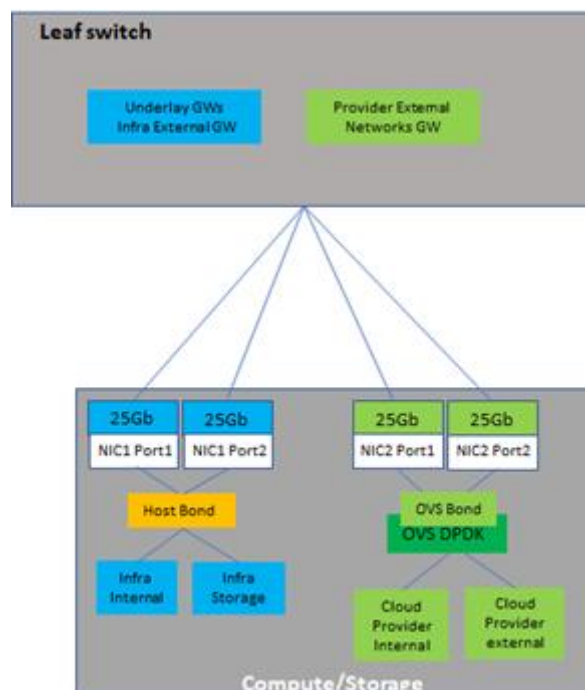 Leaf switch
Underlay GWs
Infra External GW
Provider External
Networks GW
25Gb
25Gb
25Gb
25Gb
NIC1 Port1
NIC1 Port2
NIC2 Port1
NIC2 Port2
Host Bond
OVS Bond
OVS DPDK
Infra
Internal
Infra
Storage
Cloud
Provider
Internal
Cloud
Provider
external
Compute/Storage